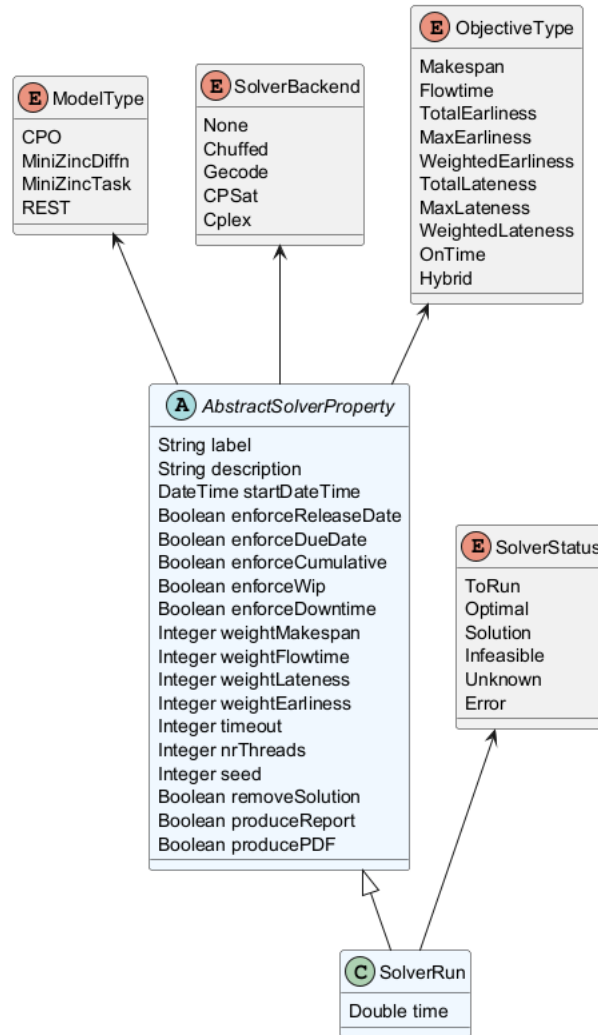 E ModelType
CPO
MiniZincDiffn
MiniZincTask
REST
E SolverBackend
None
Chuffed
Gecode
CPSat
Cplex
E ObjectiveType
Makespan
Flowtime
TotalEarliness
MaxEarliness
WeightedEarliness
TotalLateness
MaxLateness
WeightedLateness
OnTime
Hybrid
A AbstractSolverProperty
String label
String description
DateTime startDateTime
Boolean enforceReleaseDate
Boolean enforceDueDate
Boolean enforceCumulative
Boolean enforceWip
Boolean enforceDowntime
Integer weightMakespan
Integer weightFlowtime
Integer weightLateness
Integer weightEarliness
Integer timeout
Integer nrThreads
Integer seed
Boolean removeSolution
Boolean produceReport
Boolean producePDF
E SolverStatus
ToRun
Optimal
Solution
Infeasible
Unknown
Error
C SolverRun
Double time